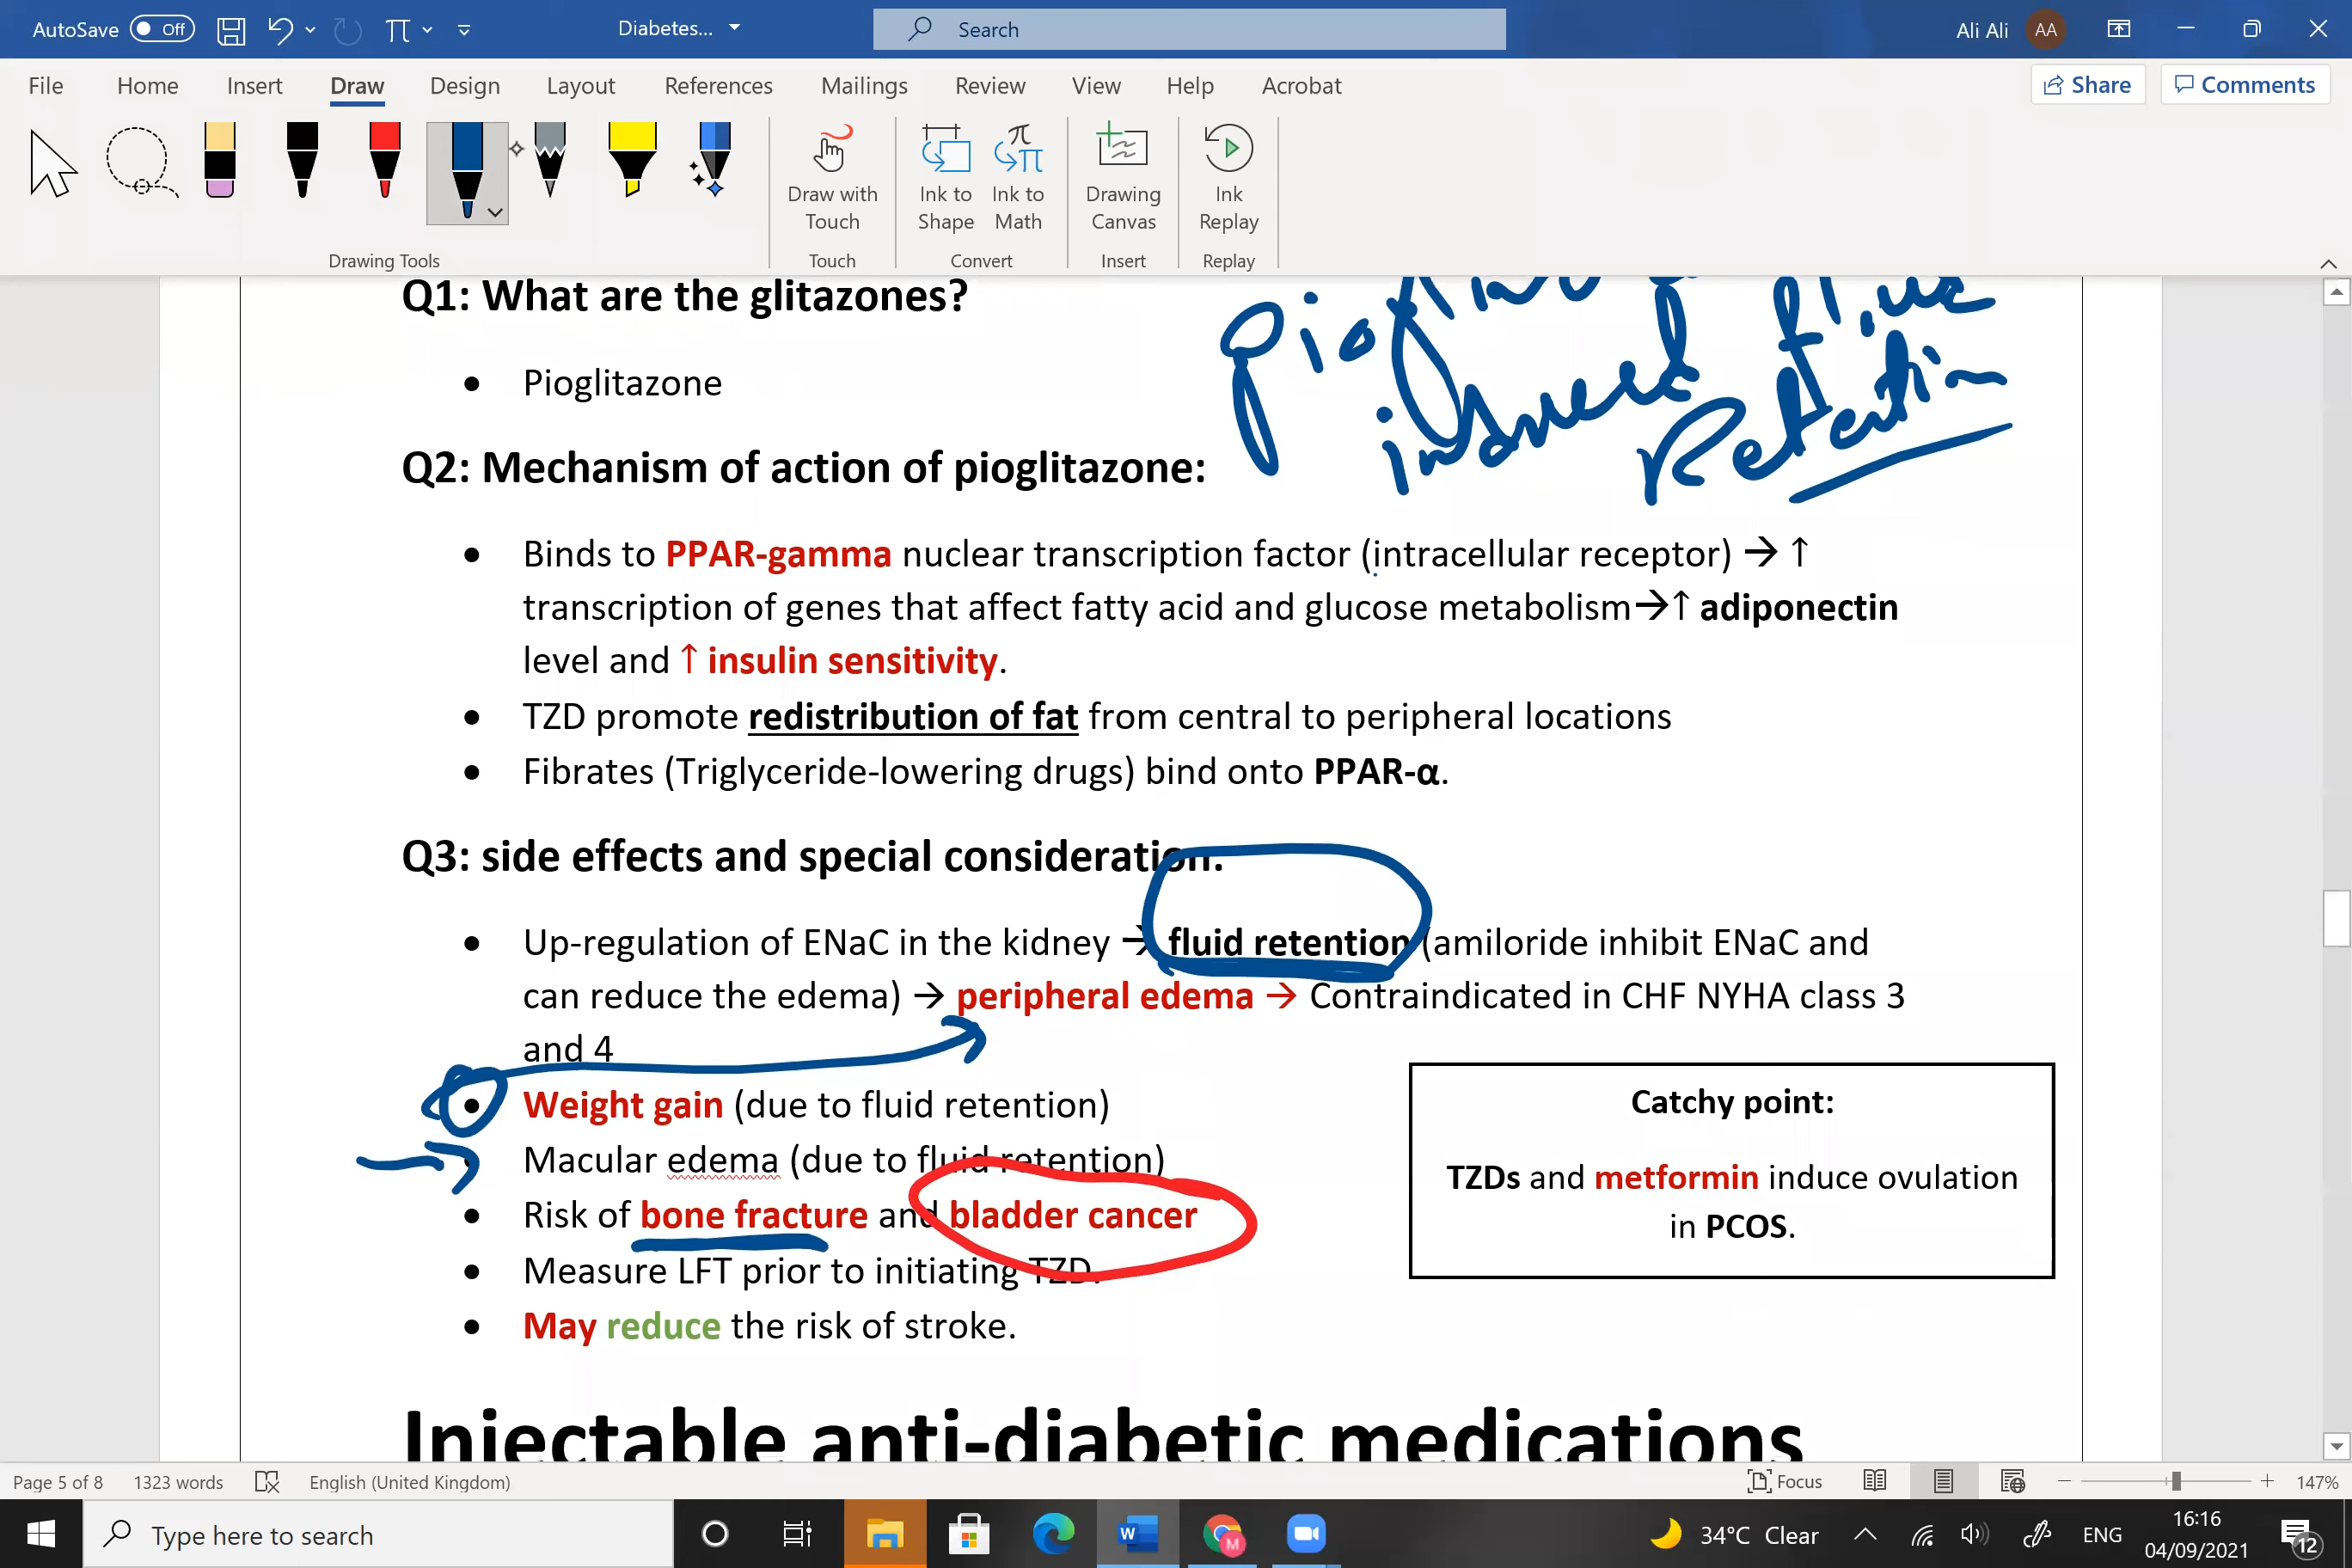 AutoSave Off Diabetes... Search Ali Ali AA
File Home Insert Draw Design Layout References Mailings Review View Help Acrobat Share Comments
Draw with Touch
Ink to Shape
Ink to Math
Drawing Canvas
Ink Replay
Drawing Tools Touch Convert Insert Replay
Q1: What are the glitazones?
• Pioglitazone
Retention
Q2: Mechanism of action of pioglitazone:
• Binds to PPAR-gamma nuclear transcription factor (intracellular receptor) → ↑
transcription of genes that affect fatty acid and glucose metabolism→↑ adiponectin
level and ↑ insulin sensitivity.
• TZD promote redistribution of fat from central to peripheral locations
• Fibrates (Triglyceride-lowering drugs) bind onto PPAR-α.
Q3: side effects and special consideration:
• Up-regulation of ENaC in the kidney → fluid retention (amiloride inhibit ENaC and
can reduce the edema) → peripheral edema → Contraindicated in CHF NYHA class 3
and 4
• Weight gain (due to fluid retention)
• Macular edema (due to fluid retention)
• Risk of bone fracture and bladder cancer
• Measure LFT prior to initiating TZD.
• May reduce the risk of stroke.
Catchy point:
TZDs and metformin induce ovulation
in PCOS.
Injectable anti-diabetic medications
Page 5 of 8 1323 words English (United Kingdom) Focus 147%
Type here to search 34°C Clear ENG 16:16
04/09/2021 12